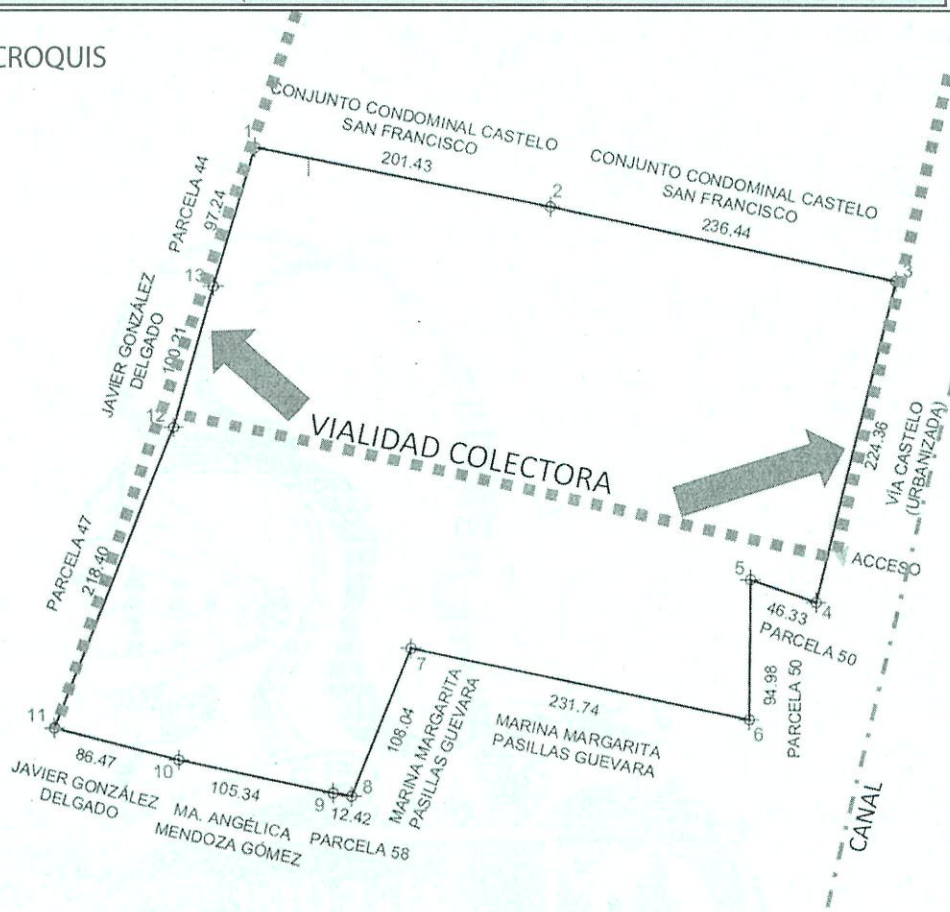 CROQUIS
CONJUNTO CONDOMINAL CASTELO
SAN FRANCISCO
201.43
CONJUNTO CONDOMINAL CASTELO
SAN FRANCISCO
236.44
1
2
3
PARCELA 44
97.24
13
JAVIER GONZÁLEZ
DELGADO
100.21
12
VIALIDAD COLECTORA
224.36
VÍA CASTELO
(URBANIZADA)
ACCESO
PARCELA 47
218.40
5
4
46.33
PARCELA 50
94.98
PARCELA 50
6
7
231.74
MARINA MARGARITA
PASILLAS GUEVARA
108.04
MARINA MARGARITA
PASILLAS GUEVARA
11
86.47
JAVIER GONZÁLEZ
DELGADO
10
105.34
MA. ANGÉLICA
MENDOZA GÓMEZ
9
8
12.42
PARCELA 58
CANAL